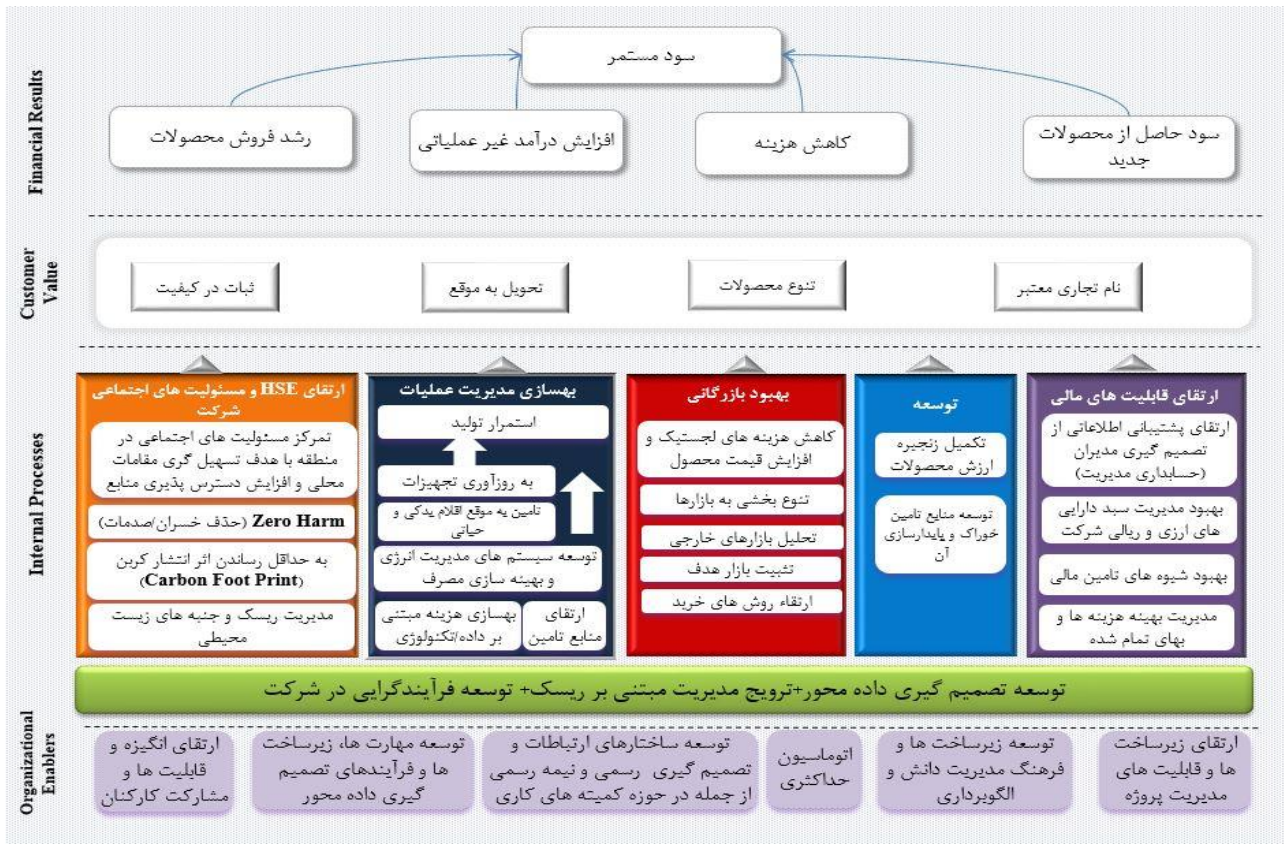 Financial Results
سود مستمر
سود حاصل از محصولات
جدید
کاهش هزینه
افزایش درآمد غیر عملیاتی
رشد فروش محصولات
Customer
Value
نام تجاری معتبر
تنوع محصولات
تحویل به موقع
ثبات در کیفیت
Internal Processes
ارتقای قابلیت های مالی
ارتقای پشتیبانی اطلاعاتی از
تصمیم گیری مدیران
(حسابداری مدیریت)
بهبود مدیریت سبد دارایی
های ارزی و ریالی شرکت
بهبود شیوه های تامین مالی
مدیریت بهینه هزینه ها و
بهای تمام شده
توسعه
تکمیل زنجیره
ارزش محصولات
توسعه منابع تامین
خوراک و پایدارسازی
آن
بهبود بازرگانی
کاهش هزینه های لجستیک و
افزایش قیمت محصول
تنوع بخشی به بازارها
تحلیل بازارهای خارجی
تثبیت بازار هدف
ارتقاء روش های خرید
بهسازی مدیریت عملیات
استمرار تولید
به روزآوری تجهیزات
تامین به موقع اقلام یدکی و
حیاتی
توسعه سیستم های مدیریت انرژی
و بهینه سازی مصرف
ارتقای
منابع تامین
بهسازی هزینه مبتنی
بر داده/تکنولوژی
ارتقای HSE و مسئولیت های اجتماعی
شرکت
تمرکز مسئولیت های اجتماعی در
منطقه با هدف تسهیل گری مقامات
محلی و افزایش دسترس پذیری منابع
Zero Harm (حذف خسران/صدمات)
به حداقل رساندن اثر انتشار کربن
(Carbon Foot Print)
مدیریت ریسک و جنبه های زیست
محیطی
توسعه تصمیم گیری داده محور+ترویج مدیریت مبتنی بر ریسک+ توسعه فرآیندگرایی در شرکت
Organizational
Enablers
ارتقای زیرساخت
ها و قابلیت های
مدیریت پروژه
توسعه زیرساخت ها و
فرهنگ مدیریت دانش و
الگوبرداری
اتوماسیون
حداکثری
توسعه ساختارهای ارتباطات و
تصمیم گیری رسمی و نیمه رسمی
از جمله در حوزه کمیته های کاری
توسعه مهارت ها، زیرساخت
ها و فرآیندهای تصمیم
گیری داده محور
ارتقای انگیزه و
قابلیت ها و
مشارکت کارکنان